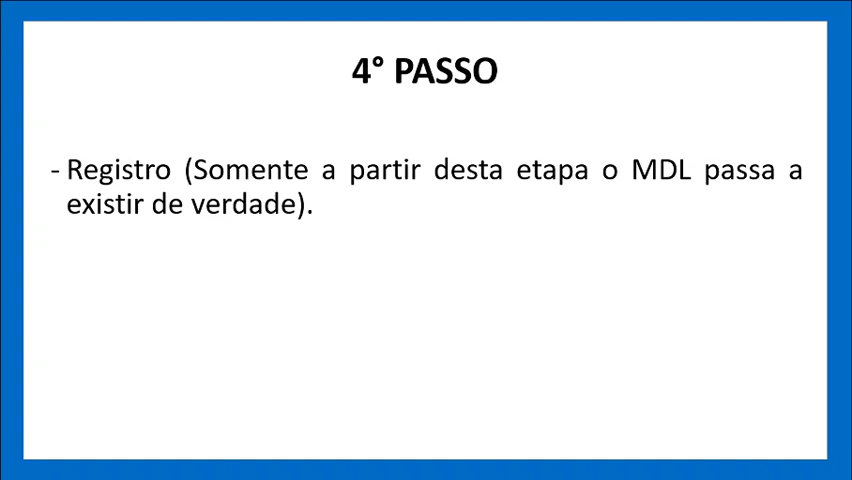 4° PASSO
- Registro (Somente a partir desta etapa o MDL passa a
existir de verdade).